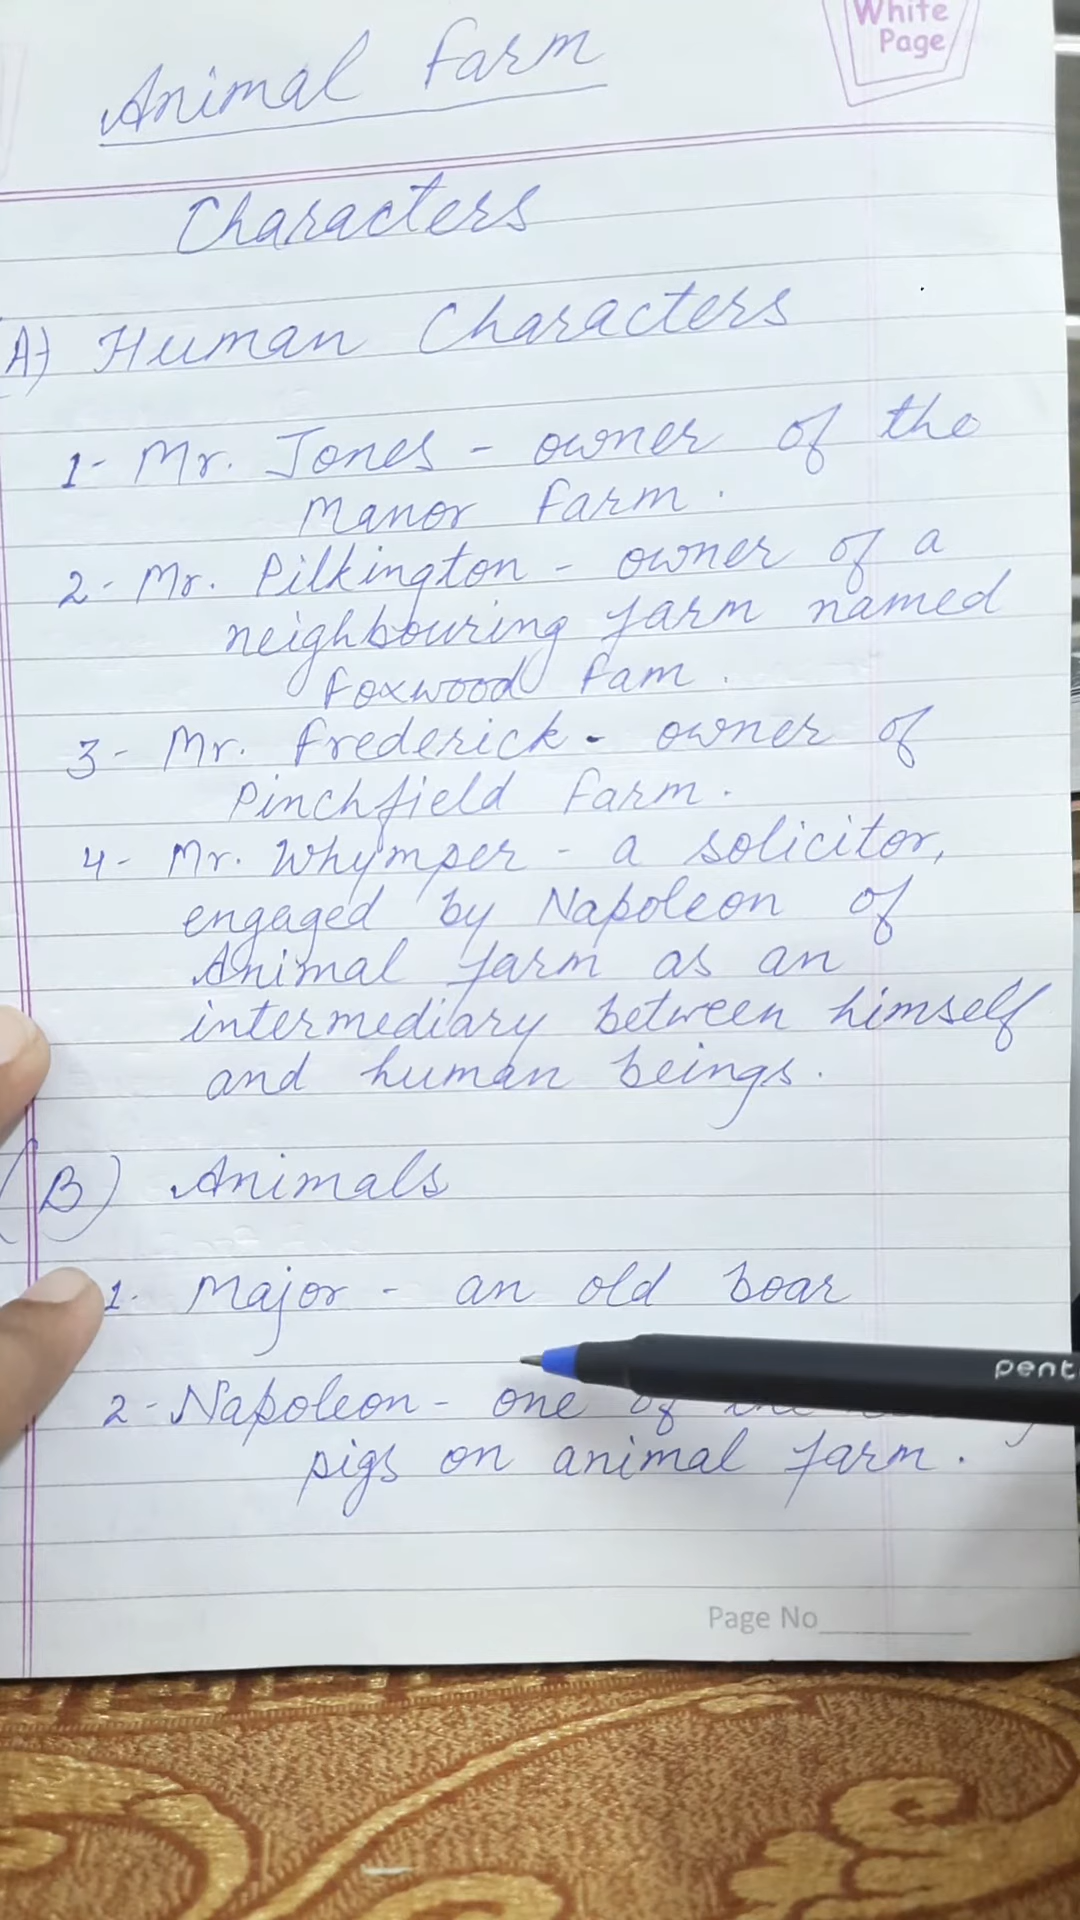 White
Page
Animal Farm
Characters
A) Human Characters
1- Mr. Jones - owner of the
Manor Farm.
2- Mr. Pilkington - owner of a
neighbouring farm named
Foxwood Fam.
3- Mr. Frederick - owner of
Pinchfield Farm.
4- Mr. Whymper - a solicitor,
engaged by Napoleon of
Animal farm as an
intermediary between himself
and human beings.
(B) Animals
1. Major - an old boar
pent
2- Napoleon - one of the
pigs on animal farm.
Page No